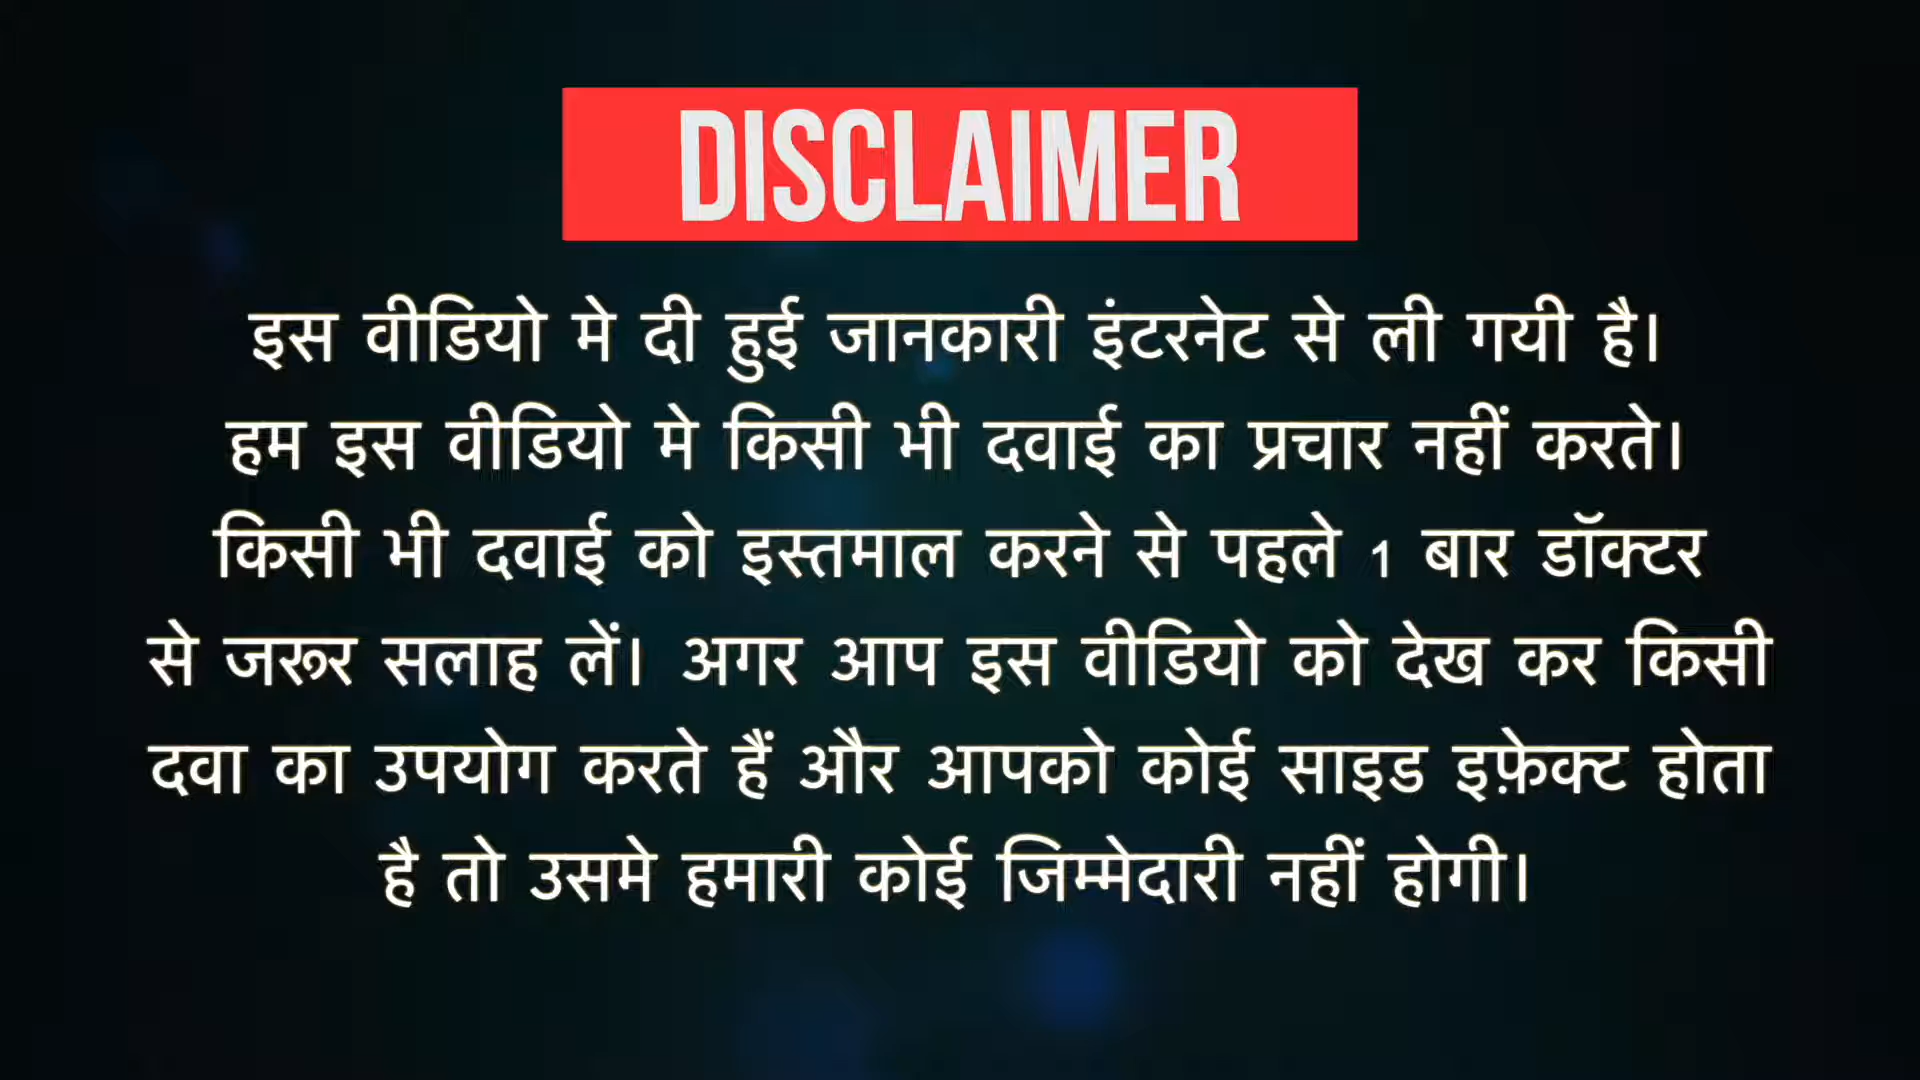 DISCLAIMER
इस वीडियो मे दी हुई जानकारी इंटरनेट से ली गयी है।
हम इस वीडियो मे किसी भी दवाई का प्रचार नहीं करते।
किसी भी दवाई को इस्तमाल करने से पहले 1 बार डॉक्टर
से जरूर सलाह लें। अगर आप इस वीडियो को देख कर किसी
दवा का उपयोग करते हैं और आपको कोई साइड इफ़ेक्ट होता
है तो उसमे हमारी कोई जिम्मेदारी नहीं होगी।